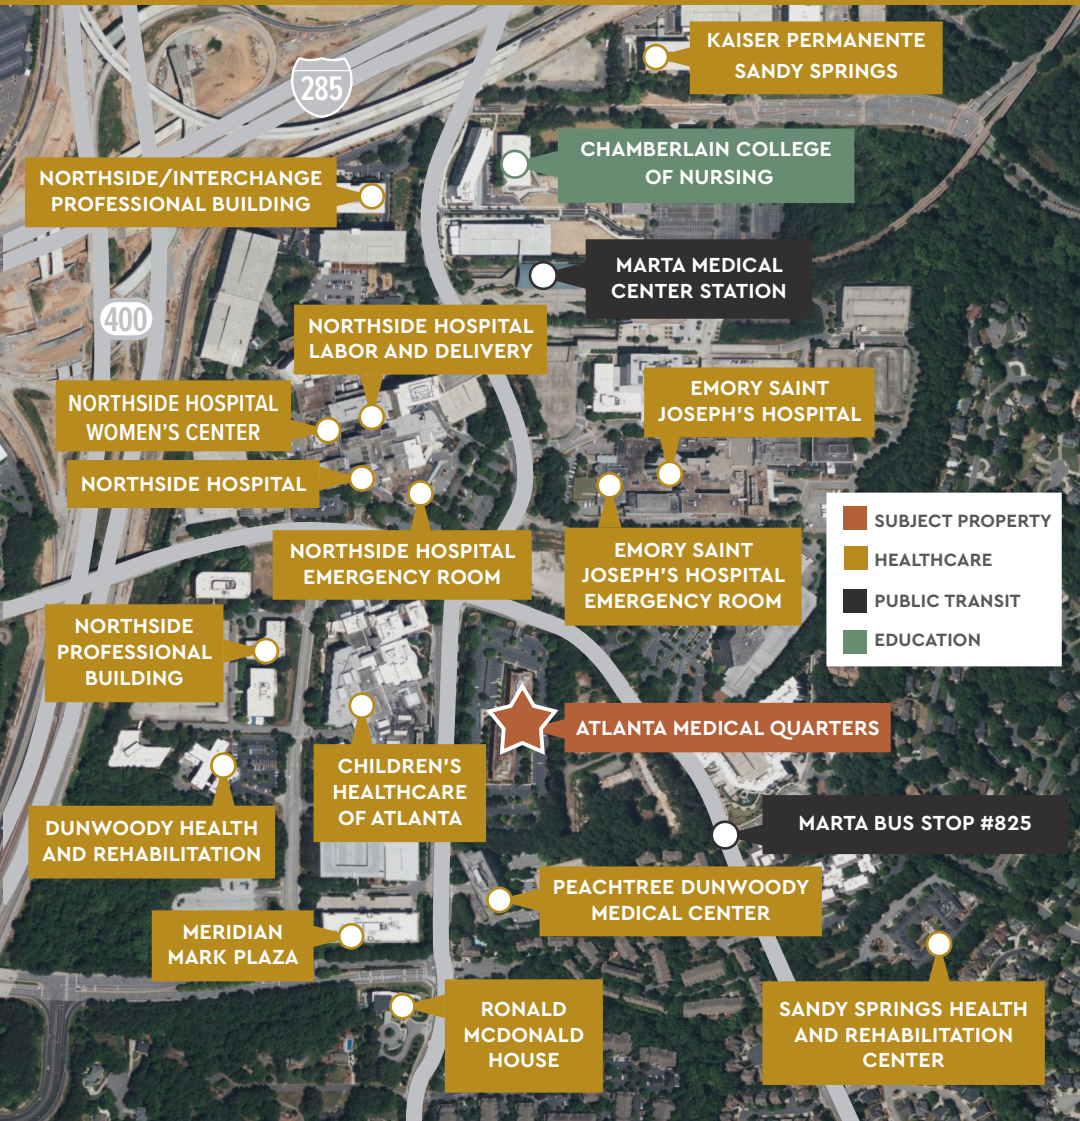 KAISER PERMANENTE
SANDY SPRINGS
285
CHAMBERLAIN COLLEGE
OF NURSING
NORTHSIDE/INTERCHANGE
PROFESSIONAL BUILDING
MARTA MEDICAL
CENTER STATION
400
NORTHSIDE HOSPITAL
LABOR AND DELIVERY
NORTHSIDE HOSPITAL
WOMEN'S CENTER
EMORY SAINT
JOSEPH'S HOSPITAL
NORTHSIDE HOSPITAL
NORTHSIDE HOSPITAL
EMERGENCY ROOM
EMORY SAINT
JOSEPH'S HOSPITAL
EMERGENCY ROOM
SUBJECT PROPERTY
HEALTHCARE
PUBLIC TRANSIT
EDUCATION
NORTHSIDE
PROFESSIONAL
BUILDING
ATLANTA MEDICAL QUARTERS
CHILDREN'S
HEALTHCARE
OF ATLANTA
DUNWOODY HEALTH
AND REHABILITATION
MARTA BUS STOP #825
PEACHTREE DUNWOODY
MEDICAL CENTER
MERIDIAN
MARK PLAZA
RONALD
MCDONALD
HOUSE
SANDY SPRINGS HEALTH
AND REHABILITATION
CENTER